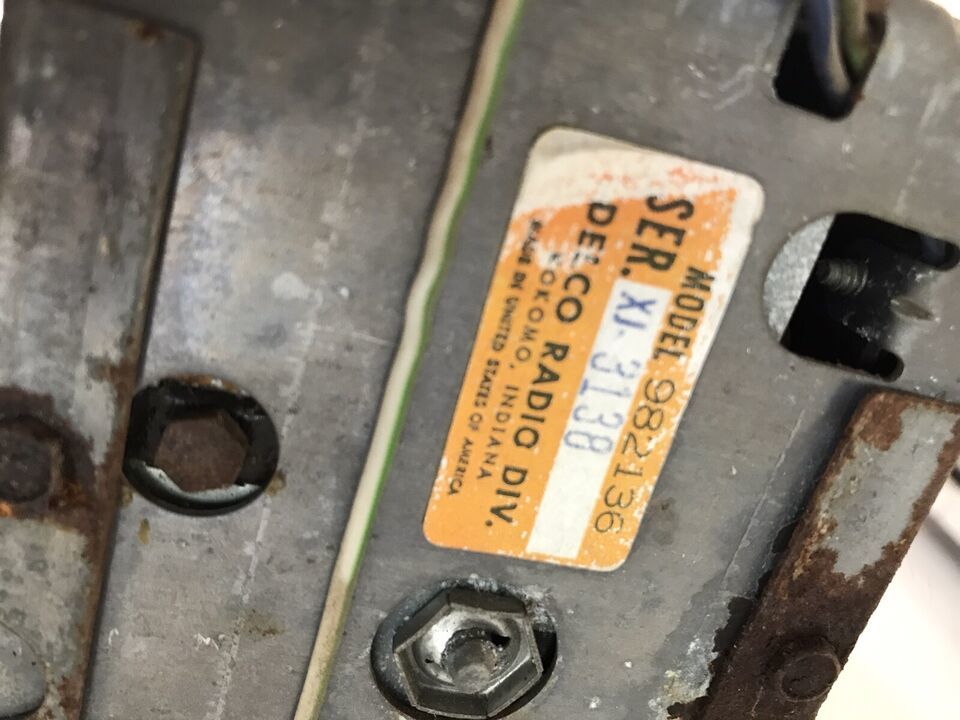 MODEL 982136
SER. XJ-3138
DELCO RADIO DIV.
KOKOMO, INDIANA
MADE IN UNITED STATES OF AMERICA